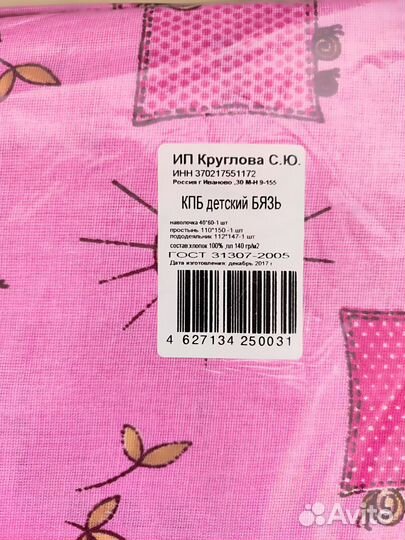 ИП Круглова С.Ю.
ИНН 370217551172
Россия г Иваново ,30 М-Н 9-155
КПБ детский БЯЗЬ
наволочка 40*60-1 шт
простынь 110*150 -1 шт
пододеяльник 112*147-1 шт
состав:хлопок 100% ,пл 140 гр/м2
ГОСТ 31307-2005
Дата изготовления декабрь 2017 г
4 627134 250031
Avito